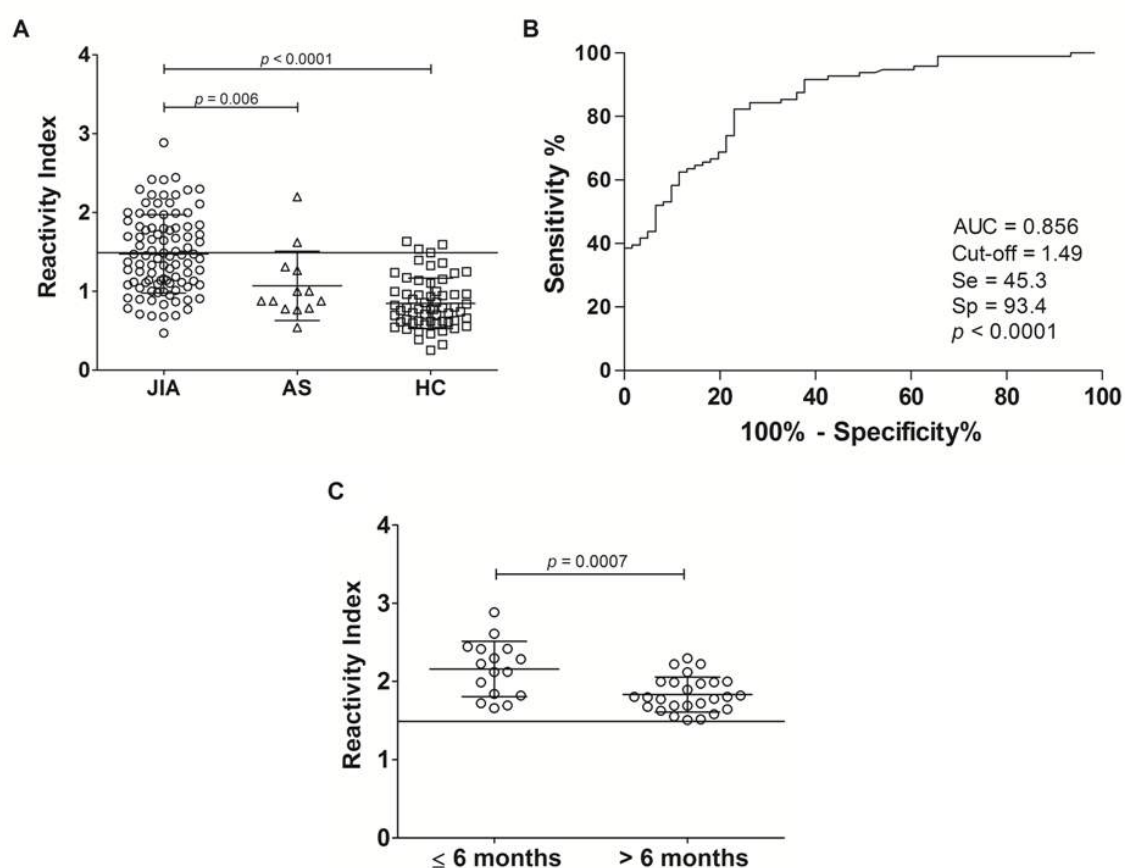 A
Reactivity Index
4
3
2
1
0
p < 0.0001
p = 0.006
JIA AS HC
B
Sensitivity %
100
80
60
40
20
0
AUC = 0.856
Cut-off = 1.49
Se = 45.3
Sp = 93.4
p < 0.0001
0 20 40 60 80 100
100% - Specificity%
C
Reactivity Index
4
3
2
1
0
p = 0.0007
≤ 6 months > 6 months